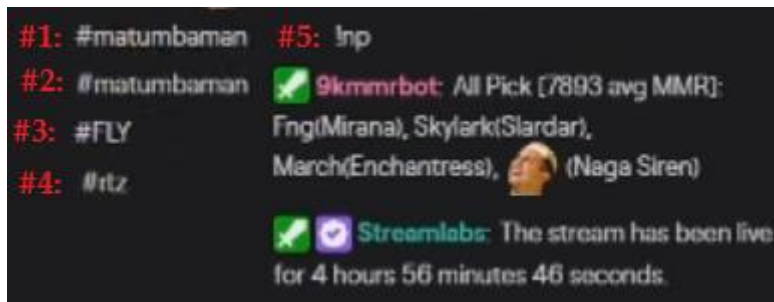 #1: #matumbaman
#2: #matumbaman
#3: #FLY
#4: #rtz
#5: !np
9kmmrbot: All Pick [7893 avg MMR]:
Fng(Mirana), Skylark(Slardar),
March(Enchantress), (Naga Siren)
Streamlabs: The stream has been live
for 4 hours 56 minutes 46 seconds.